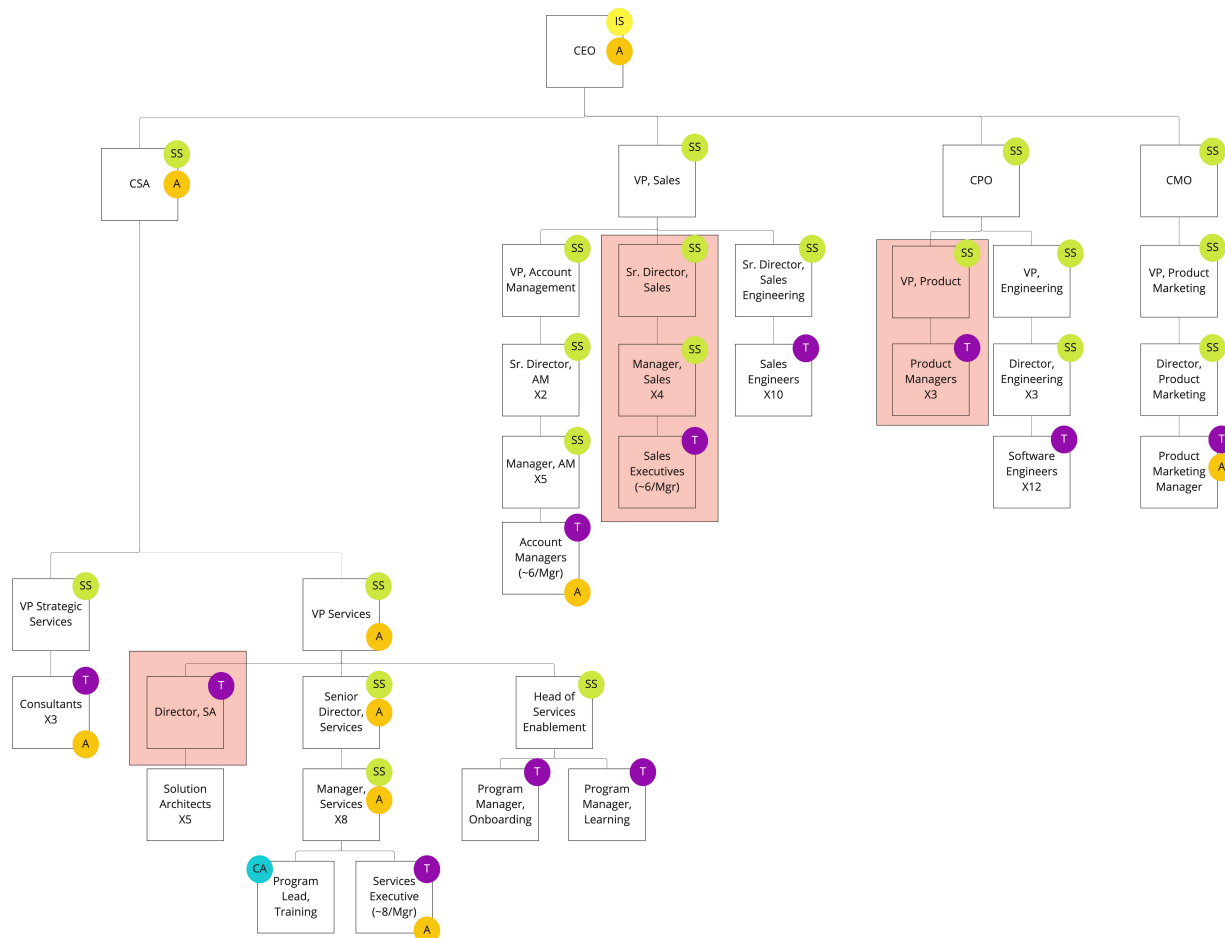 IS
CEO
A
SS
CSA
A
SS
VP, Sales
SS
CPO
SS
CMO
SS
VP, Account
Management
SS
Sr. Director,
Sales
SS
Sr. Director,
Sales
Engineering
SS
VP, Product
SS
VP,
Engineering
SS
VP, Product
Marketing
SS
Sr. Director,
AM
X2
SS
Manager,
Sales
X4
T
Sales
Engineers
X10
T
Product
Managers
X3
SS
Director,
Engineering
X3
SS
Director,
Product
Marketing
SS
Manager, AM
X5
T
Sales
Executives
(~6/Mgr)
T
Software
Engineers
X12
T
A
Product
Marketing
Manager
T
Account
Managers
(~6/Mgr)
A
SS
VP Strategic
Services
SS
VP Services
A
T
Consultants
X3
A
T
Director, SA
SS
A
Senior
Director,
Services
SS
Head of
Services
Enablement
Solution
Architects
X5
SS
A
Manager,
Services
X8
T
Program
Manager,
Onboarding
T
Program
Manager,
Learning
CA
Program
Lead,
Training
T
Services
Executive
(~8/Mgr)
A